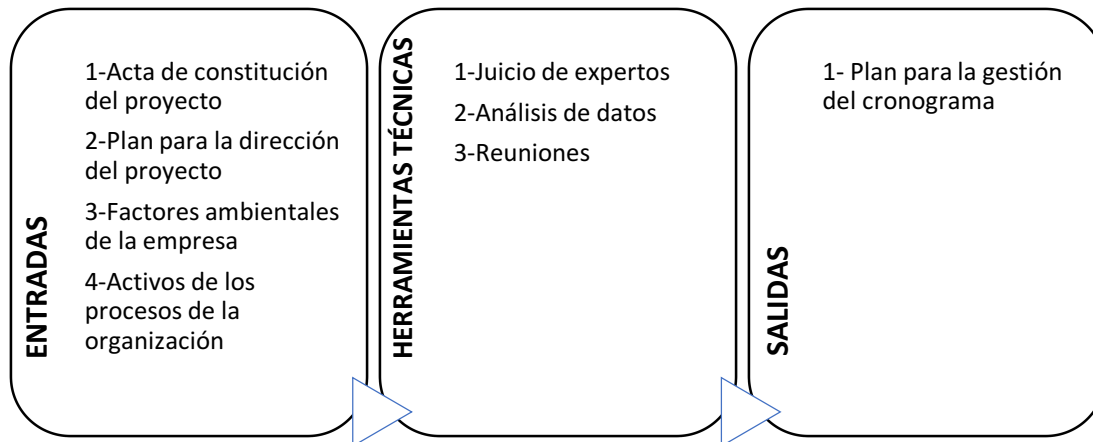 ENTRADAS
1-Acta de constitución
del proyecto
2-Plan para la dirección
del proyecto
3-Factores ambientales
de la empresa
4-Activos de los
procesos de la
organización
HERRAMIENTAS TÉCNICAS
1-Juicio de expertos
2-Análisis de datos
3-Reuniones
SALIDAS
1- Plan para la gestión
del cronograma